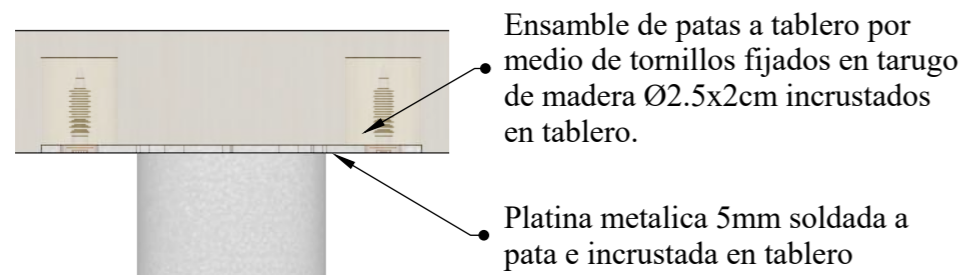 Ensamble de patas a tablero por
medio de tornillos fijados en tarugo
de madera Ø2.5x2cm incrustados
en tablero.
Platina metalica 5mm soldada a
pata e incrustada en tablero